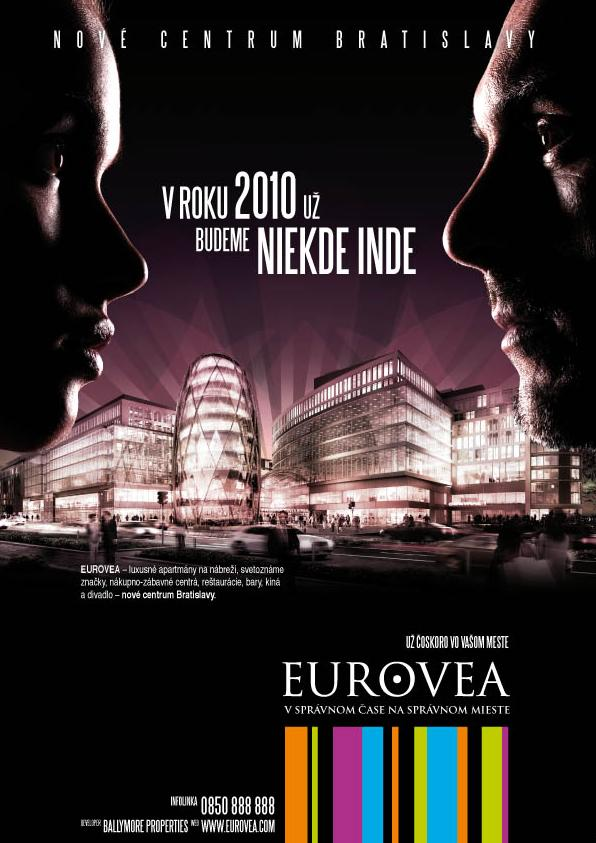 NOVÉ CENTRUM BRATISLAVY
V ROKU 2010 UŽ
BUDEME NIEKDE INDE
EUROVEA – luxusné apartmány na nábreží, svetoznáme
značky, nákupno-zábavné centrá, reštaurácie, bary, kiná
a divadlo – nové centrum Bratislavy.
UŽ ČOSKORO VO VAŠOM MESTE
EUROVEA
V SPRÁVNOM ČASE NA SPRÁVNOM MIESTE
INFOLINKA 0850 888 888
DEVELOPER BALLYMORE PROPERTIES WEB WWW.EUROVEA.COM